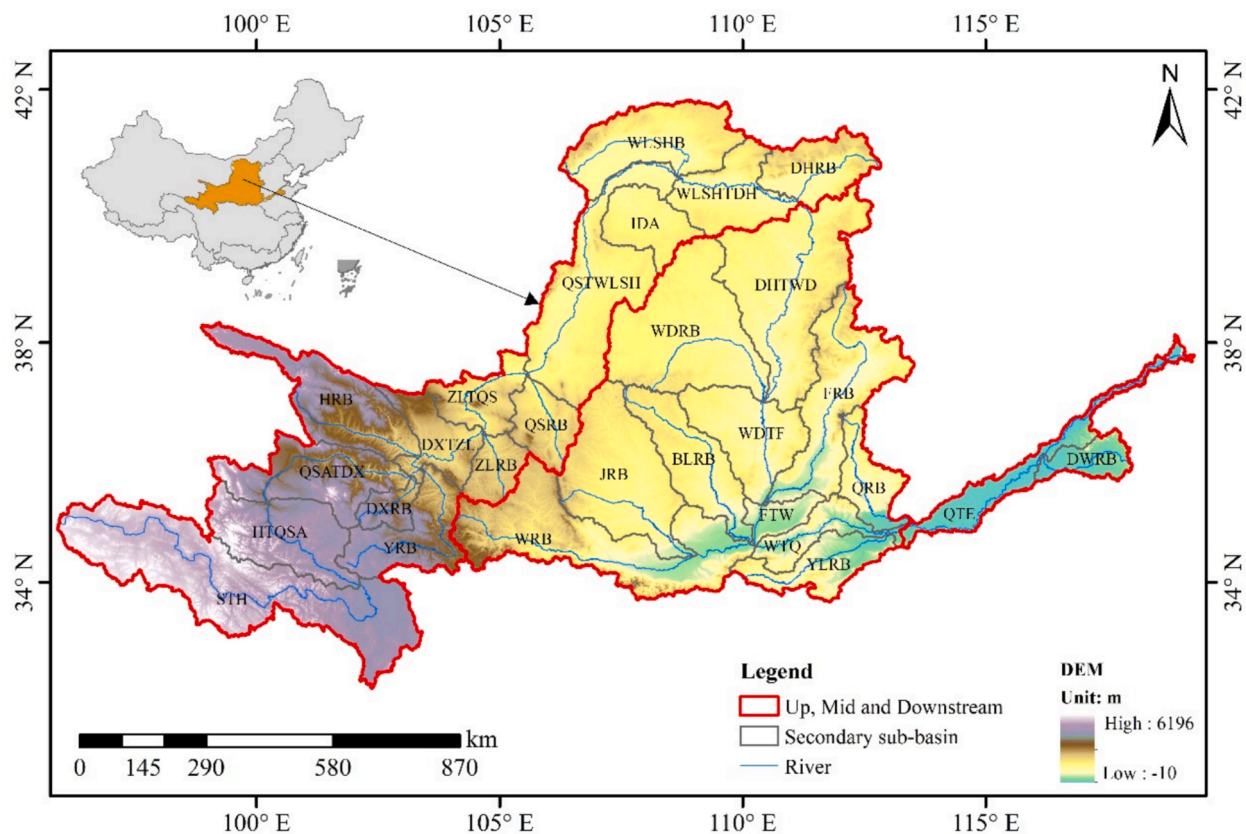 100° E 105° E 110° E 115° E
42° N 42° N
N
WLSHB
DHRB
WLSHTDH
IDA
QSTWLSH
DHTWD
38° N 38° N
WDRB
HRB
ZLTQS
FRB
QSRB
DXTZL
WDTF
ZLRB
BLRB
DWRB
QSATDX
JRB
QRB
DXRB
FTW
QTE
HTQSA
WRB
WTQ
YRB
YLRB
34° N 34° N
STH
Legend
DEM
Unit: m
Up, Mid and Downstream
High : 6196
Secondary sub-basin
River
Low : -10
km
0 145 290 580 870
100° E 105° E 110° E 115° E